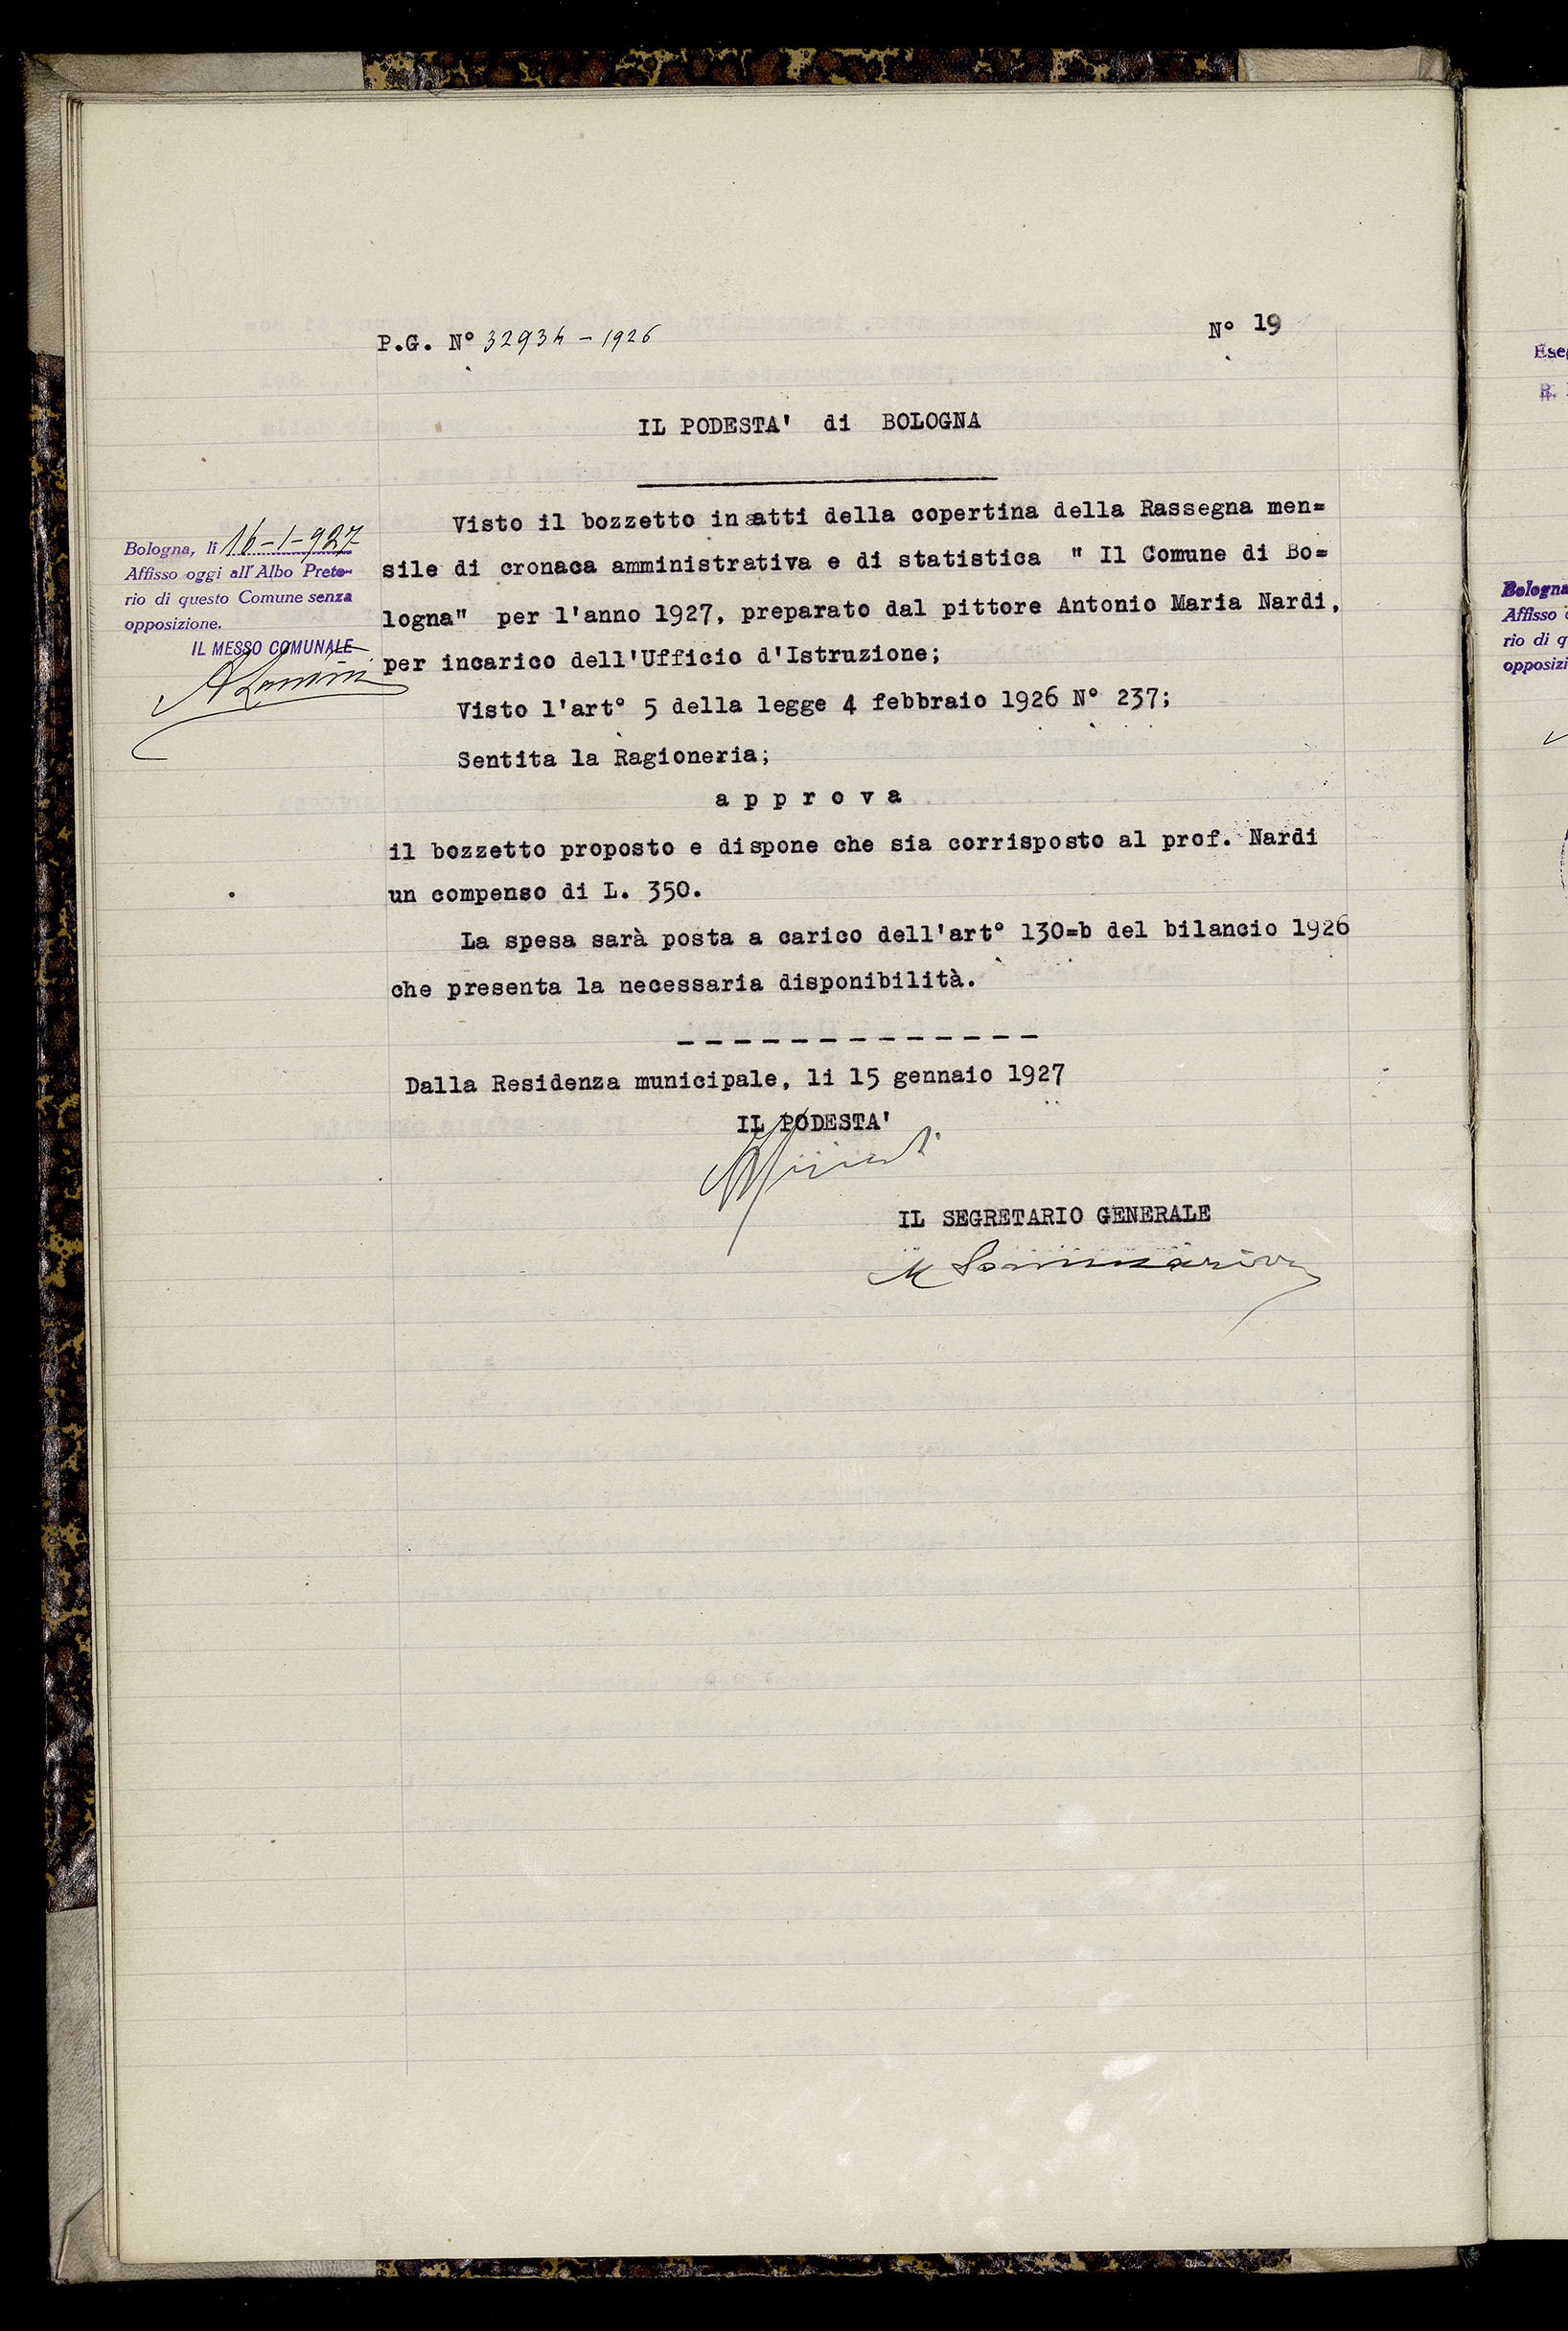 P.G. N° 32934 - 1926
N° 19
IL PODESTA' di BOLOGNA
Visto il bozzetto in atti della copertina della Rassegna men=
sile di cronaca amministrativa e di statistica " Il Comune di Bo=
logna" per l'anno 1927, preparato dal pittore Antonio Maria Nardi,
per incarico dell'Ufficio d'Istruzione;
Visto l'art° 5 della legge 4 febbraio 1926 N° 237;
Sentita la Ragioneria;
a p p r o v a
il bozzetto proposto e dispone che sia corrisposto al prof. Nardi
un compenso di L. 350.
La spesa sarà posta a carico dell'art° 130=b del bilancio 1926
che presenta la necessaria disponibilità.
Dalla Residenza municipale, li 15 gennaio 1927
IL PODESTA'
IL SEGRETARIO GENERALE
Bologna, li 16-1-927
Affisso oggi all'Albo Preto-
rio di questo Comune senza
opposizione.
IL MESSO COMUNALE
Bologna
Affisso
rio di q
opposizi